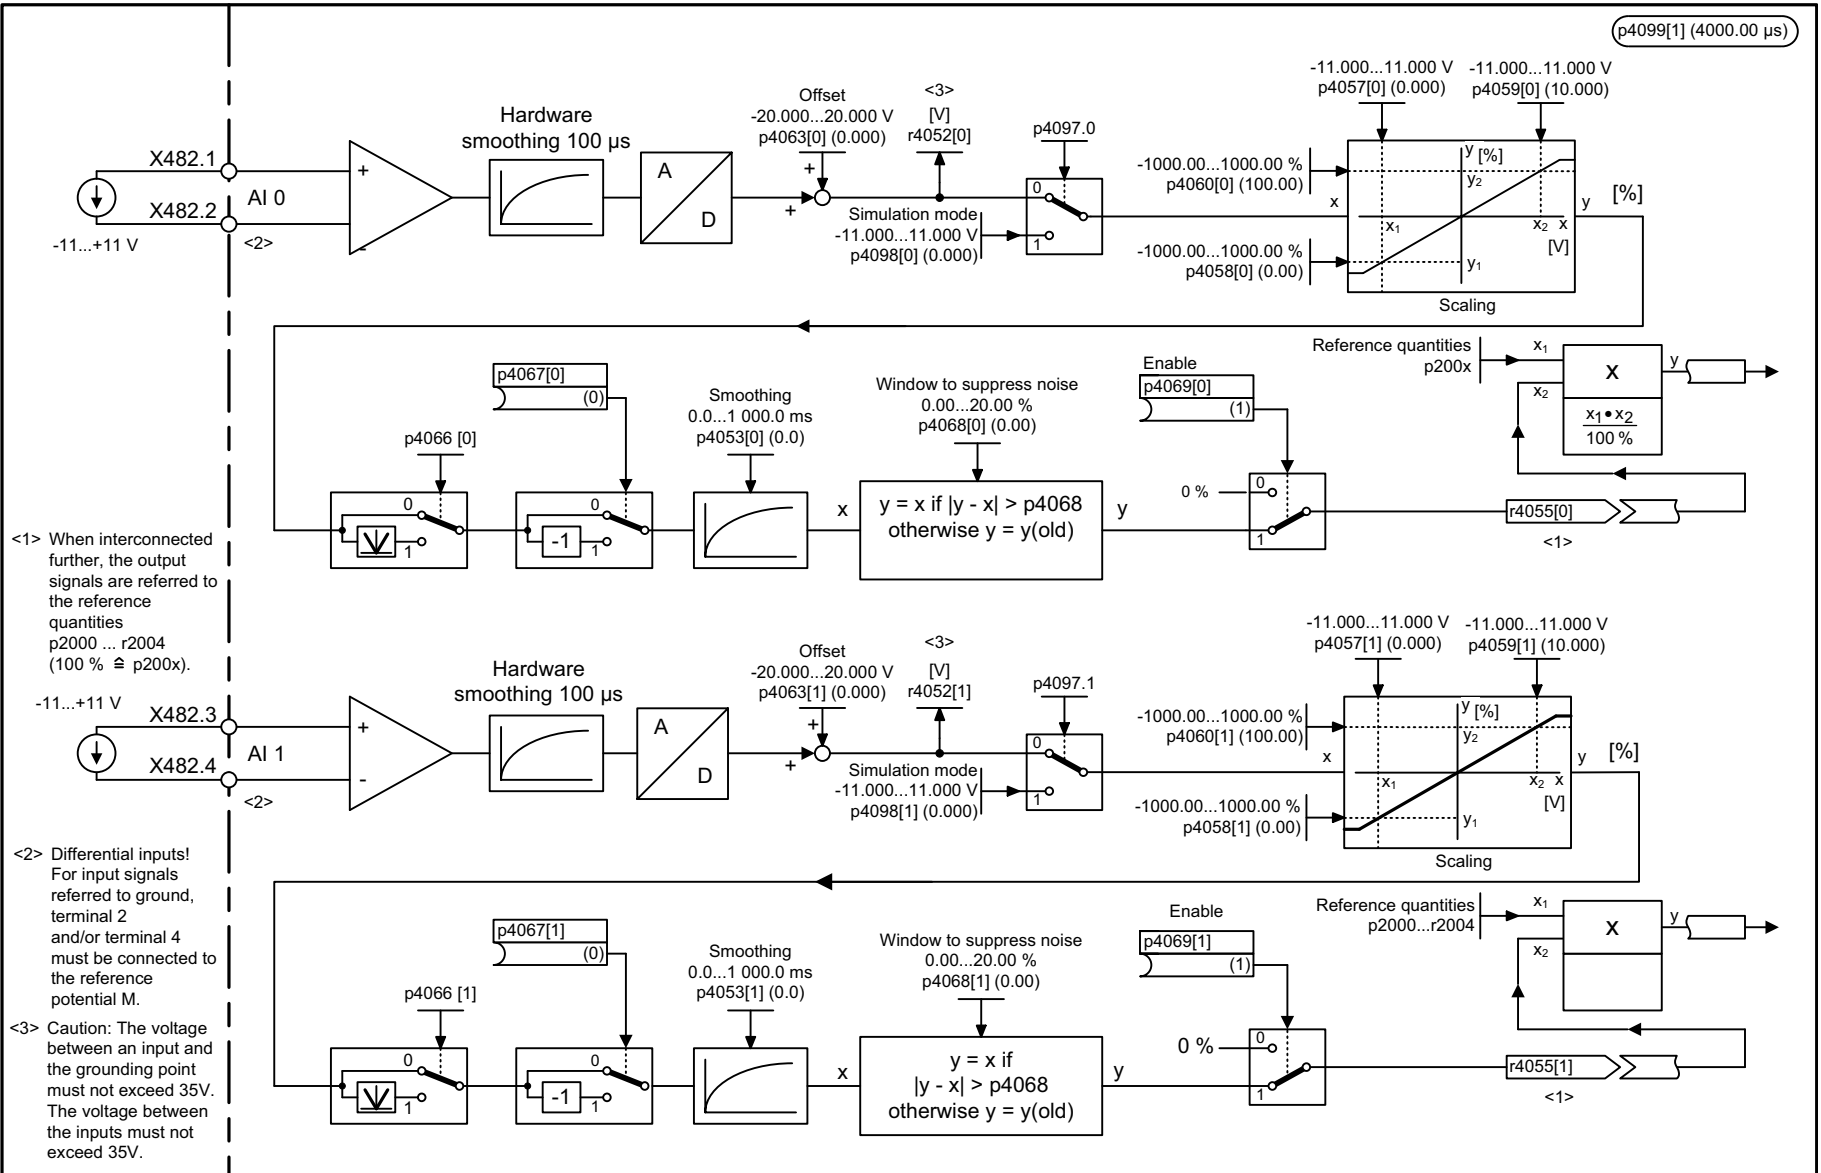 p4099[1] (4000.00 µs)
-11.000...11.000 V
p4057[0] (0.000)
-11.000...11.000 V
p4059[0] (10.000)
Offset
-20.000...20.000 V
p4063[0] (0.000)
<3>
[V]
r4052[0]
Hardware
smoothing 100 µs
p4097.0
X482.1
X482.2
AI 0
<2>
-11...+11 V
+
-
A
D
+
+
Simulation mode
-11.000...11.000 V
p4098[0] (0.000)
0
1
-1000.00...1000.00 %
p4060[0] (100.00)
x
-1000.00...1000.00 %
p4058[0] (0.00)
y [%]
y2
x1
x2 x
[V]
y1
y
[%]
Scaling
Reference quantities
p200x
x1
x2
X
x1•x2
100 %
y
p4067[0]
(0)
p4066 [0]
0
1
0
-1
1
Smoothing
0.0...1 000.0 ms
p4053[0] (0.0)
Window to suppress noise
0.00...20.00 %
p4068[0] (0.00)
x
y = x if |y - x| > p4068
otherwise y = y(old)
y
Enable
p4069[0]
(1)
0 %
0
1
r4055[0]
<1>
<1> When interconnected
further, the output
signals are referred to
the reference
quantities
p2000 ... r2004
(100 % ≙ p200x).
-11.000...11.000 V
p4057[1] (0.000)
-11.000...11.000 V
p4059[1] (10.000)
Offset
-20.000...20.000 V
p4063[1] (0.000)
<3>
[V]
r4052[1]
Hardware
smoothing 100 µs
p4097.1
-11...+11 V
X482.3
X482.4
AI 1
<2>
+
-
A
D
+
+
Simulation mode
-11.000...11.000 V
p4098[1] (0.000)
0
1
-1000.00...1000.00 %
p4060[1] (100.00)
x
-1000.00...1000.00 %
p4058[1] (0.00)
y [%]
y2
x1
x2 x
[V]
y1
y
[%]
Scaling
<2> Differential inputs!
For input signals
referred to ground,
terminal 2
and/or terminal 4
must be connected to
the reference
potential M.
<3> Caution: The voltage
between an input and
the grounding point
must not exceed 35V.
The voltage between
the inputs must not
exceed 35V.
Reference quantities
p2000...r2004
x1
x2
X
y
p4067[1]
(0)
p4066 [1]
0
1
0
-1
1
Smoothing
0.0...1 000.0 ms
p4053[1] (0.0)
Window to suppress noise
0.00...20.00 %
p4068[1] (0.00)
x
y = x if
|y - x| > p4068
otherwise y = y(old)
y
Enable
p4069[1]
(1)
0 %
0
1
r4055[1]
<1>